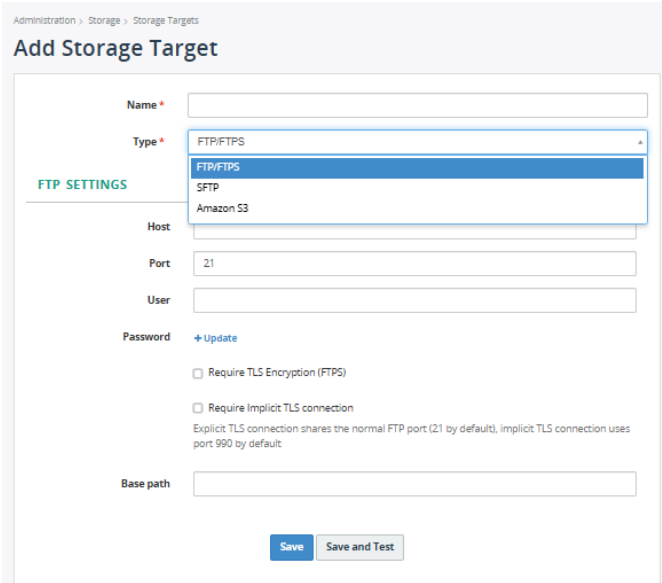 Administration > Storage > Storage Targets
Add Storage Target
Name *
Type * FTP/FTPS
FTP/FTPS
SFTP
Amazon S3
FTP SETTINGS
Host
Port 21
User
Password + Update
Require TLS Encryption (FTPS)
Require Implicit TLS connection
Explicit TLS connection shares the normal FTP port (21 by default), implicit TLS connection uses
port 990 by default
Base path
Save Save and Test